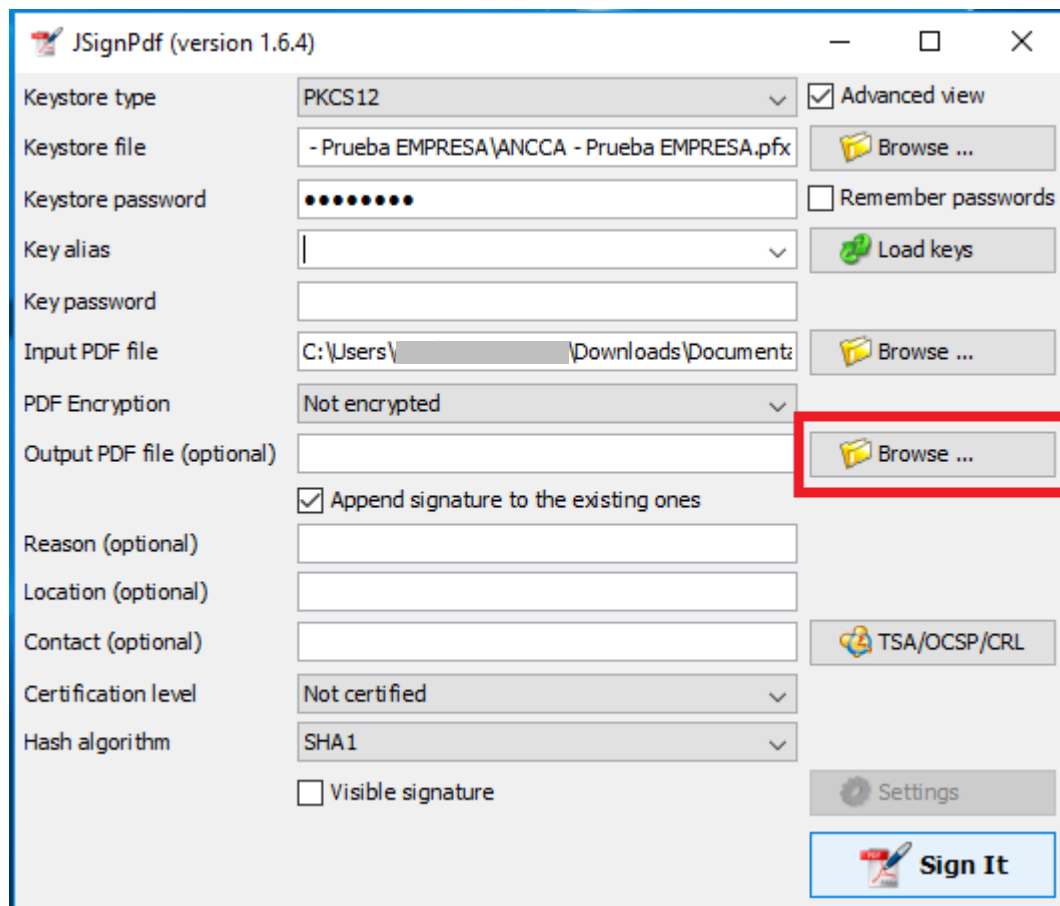 JSignPdf (version 1.6.4)
Keystore type PKCS12 Advanced view
Keystore file - Prueba EMPRESA\ANCCA - Prueba EMPRESA.pfx Browse ...
Keystore password ●●●●●●●● Remember passwords
Key alias Load keys
Key password
Input PDF file C:\Users\ \Downloads\Documenta Browse ...
PDF Encryption Not encrypted
Output PDF file (optional) Browse ...
Append signature to the existing ones
Reason (optional)
Location (optional)
Contact (optional) TSA/OCSP/CRL
Certification level Not certified
Hash algorithm SHA1
Visible signature Settings
Sign It